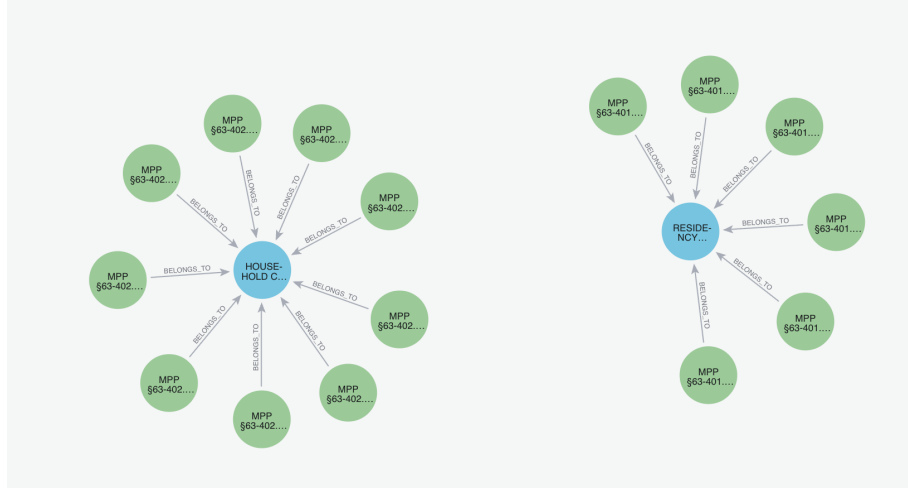 MPP
§63-402....
MPP
§63-402....
MPP
§63-402....
MPP
§63-402....
MPP
§63-402....
MPP
§63-402....
MPP
§63-402....
MPP
§63-402....
MPP
§63-402....
BELONGS_TO
BELONGS_TO
BELONGS_TO
BELONGS_TO
BELONGS_TO
BELONGS_TO
BELONGS_TO
BELONGS_TO
BELONGS_TO
HOUSE-
HOLD C...
MPP
§63-401....
MPP
§63-401....
MPP
§63-401....
MPP
§63-401....
MPP
§63-401....
MPP
§63-401....
BELONGS_TO
BELONGS_TO
BELONGS_TO
BELONGS_TO
BELONGS_TO
BELONGS_TO
RESIDE-
NCY...